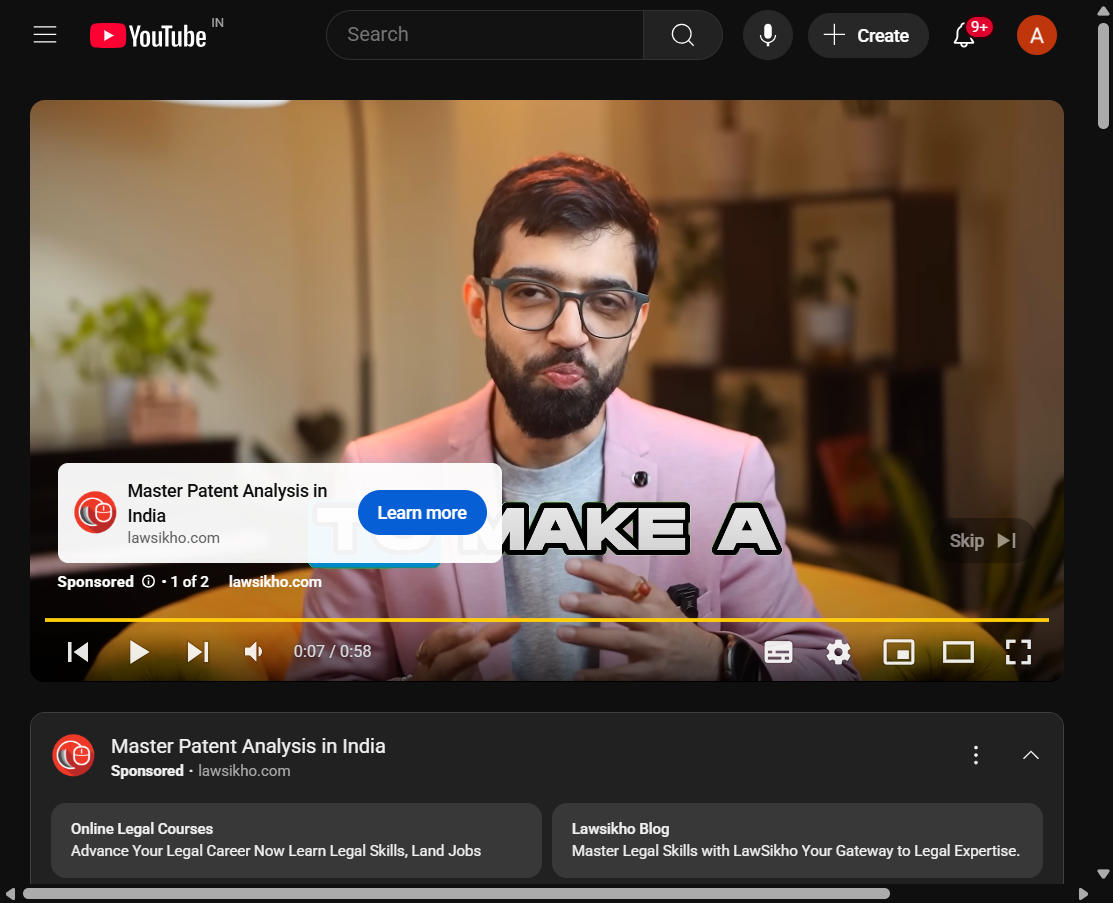 YouTube IN
Search
Create
9+
A
TO MAKE A
Master Patent Analysis in
India
lawsikho.com
Learn more
Skip
Sponsored • 1 of 2 lawsikho.com
0:07 / 0:58
Master Patent Analysis in India
Sponsored · lawsikho.com
Online Legal Courses
Advance Your Legal Career Now Learn Legal Skills, Land Jobs
Lawsikho Blog
Master Legal Skills with LawSikho Your Gateway to Legal Expertise.